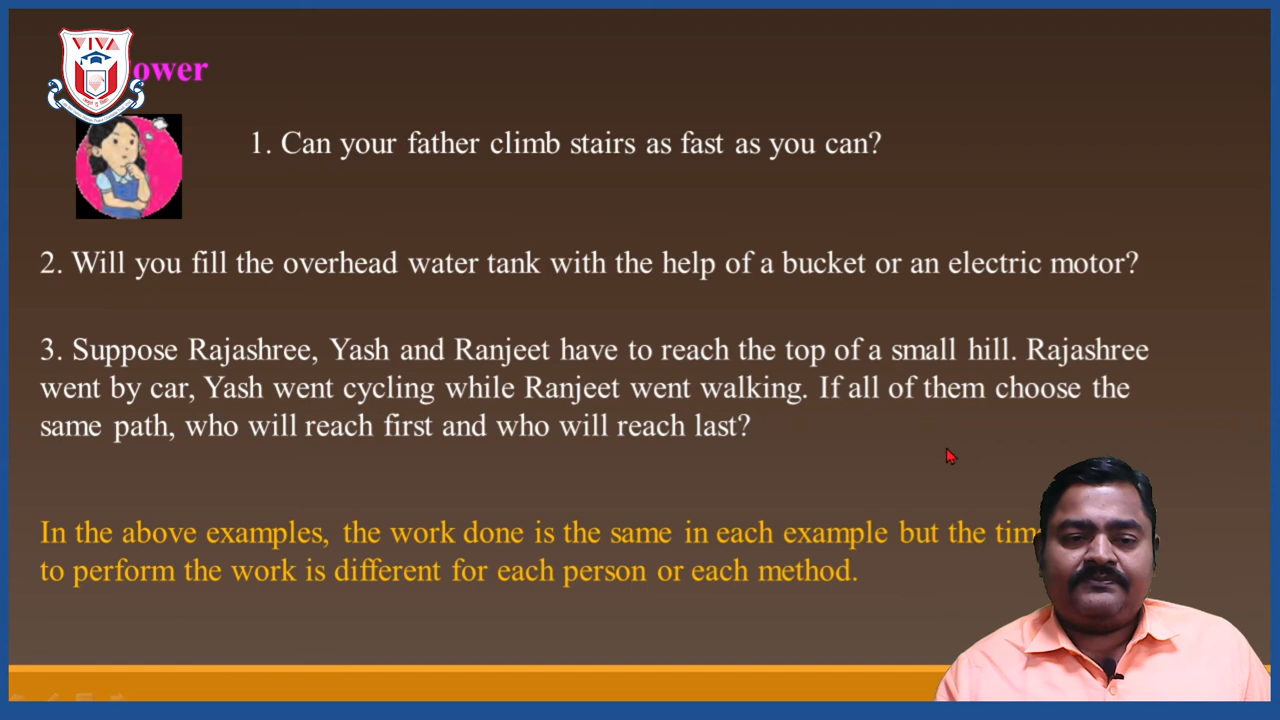 VIVA
ower
1. Can your father climb stairs as fast as you can?
2. Will you fill the overhead water tank with the help of a bucket or an electric motor?
3. Suppose Rajashree, Yash and Ranjeet have to reach the top of a small hill. Rajashree
went by car, Yash went cycling while Ranjeet went walking. If all of them choose the
same path, who will reach first and who will reach last?
In the above examples, the work done is the same in each example but the tim
to perform the work is different for each person or each method.